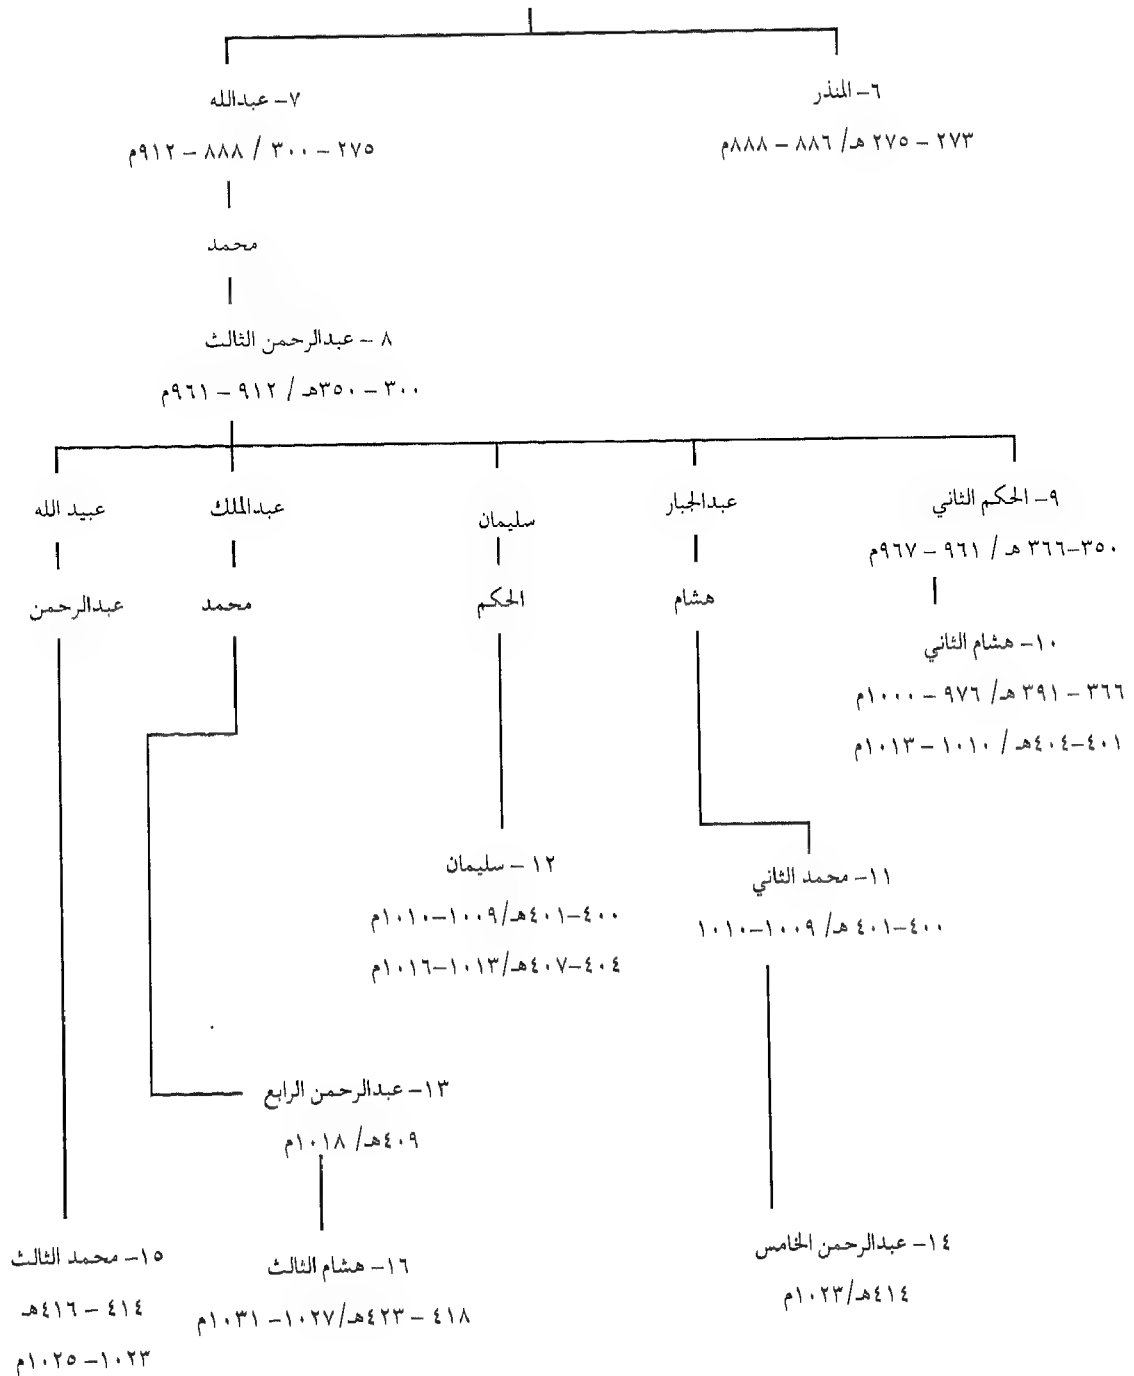 ٦- المنذر
٢٧٣ - ٢٧٥ هـ/ ٨٨٦ - ٨٨٨م
٧- عبدالله
٢٧٥ - ٣٠٠ / ٨٨٨ - ٩١٢م
محمد
٨ - عبدالرحمن الثالث
٣٠٠ - ٣٥٠هـ/ ٩١٢ - ٩٦١م
٩- الحكم الثاني
٣٥٠-٣٦٦ هـ/ ٩٦١ - ٩٦٧م
عبدالجبار
سليمان
عبدالملك
عبيد الله
هشام
الحكم
محمد
عبدالرحمن
١٠- هشام الثاني
٣٦٦ - ٣٩١ هـ/ ٩٧٦ - ١٠٠٠م
٤٠١-٤٠٤هـ/ ١٠١٠ - ١٠١٣م
١١- محمد الثاني
٤٠٠-٤٠١ هـ/ ١٠٠٩-١٠١٠
١٢ - سليمان
٤٠٠-٤٠١هـ/١٠٠٩-١٠١٠م
٤٠٤-٤٠٧هـ/١٠١٣-١٠١٦م
١٣- عبدالرحمن الرابع
٤٠٩هـ/ ١٠١٨م
١٤- عبدالرحمن الخامس
٤١٤هـ/١٠٢٣م
١٦- هشام الثالث
٤١٨ - ٤٢٣هـ/١٠٢٧-١٠٣١م
١٥- محمد الثالث
٤١٤ - ٤١٦هـ
١٠٢٣-١٠٢٥م